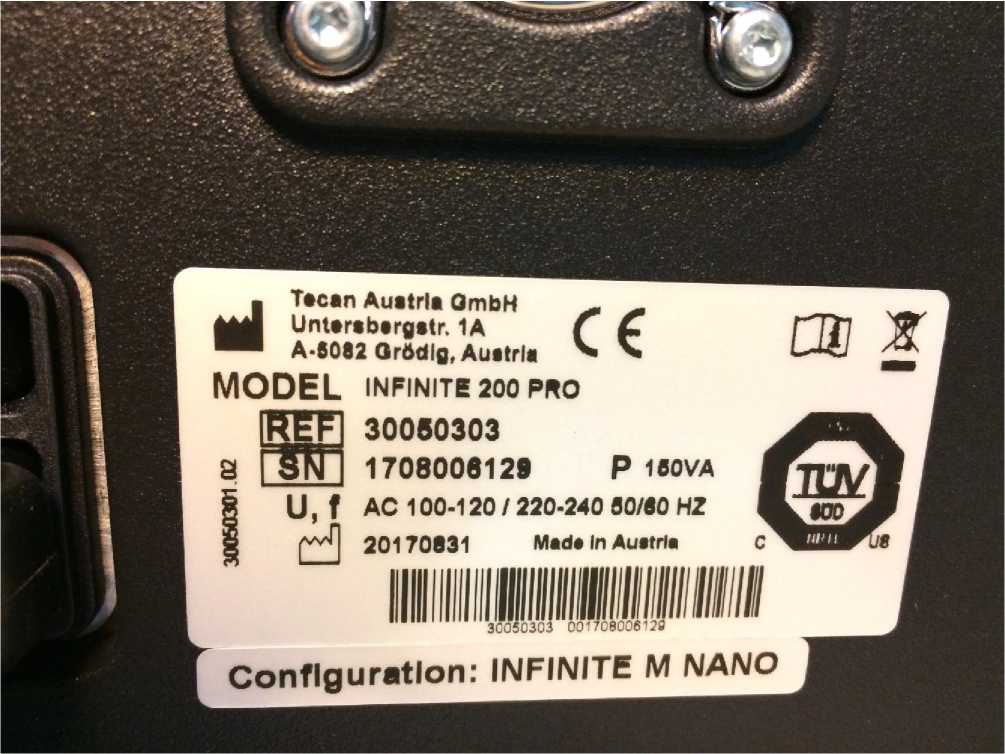 Tecan Austria GmbH
Untersbergstr. 1A
A-5082 Grödig, Austria
CE
MODEL INFINITE 200 PRO
REF 30050303
SN 1708006129 P 150VA
U, f AC 100-120 / 220-240 50/60 HZ
20170831 Made in Austria
30050301.02
TÜV
SÜD
C NRTL US
30050303 001708006129
Configuration: INFINITE M NANO